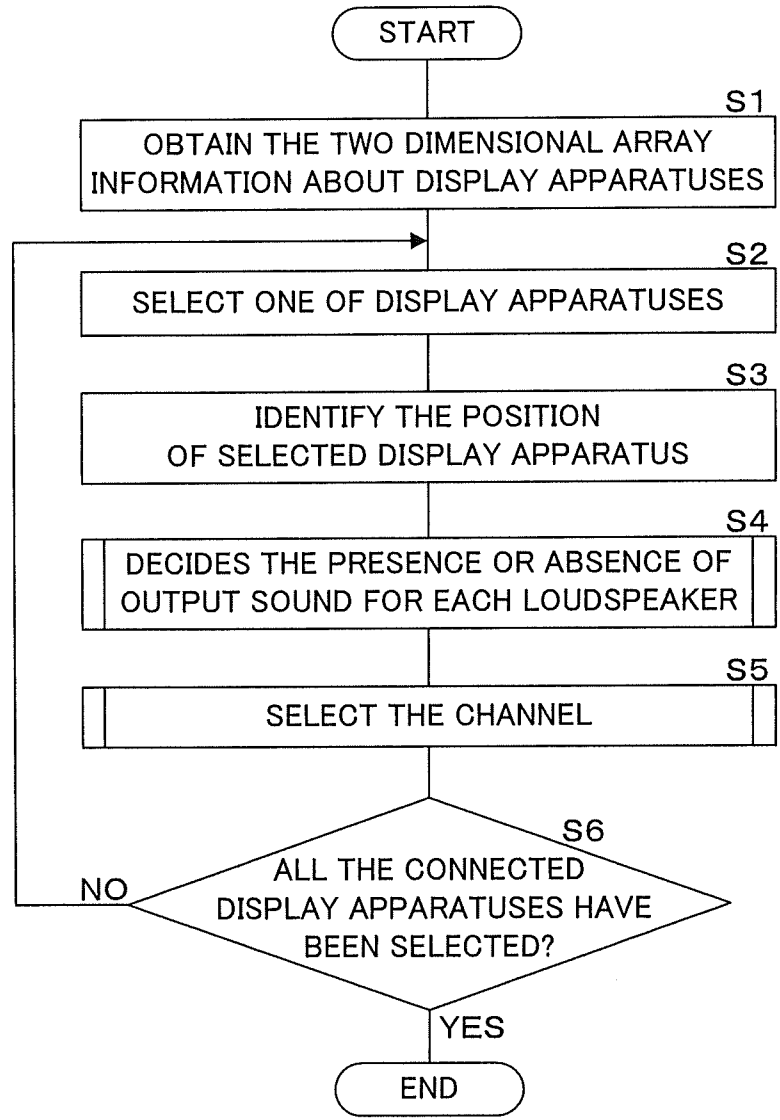 START
S1
OBTAIN THE TWO DIMENSIONAL ARRAY
INFORMATION ABOUT DISPLAY APPARATUSES
S2
SELECT ONE OF DISPLAY APPARATUSES
S3
IDENTIFY THE POSITION
OF SELECTED DISPLAY APPARATUS
S4
DECIDES THE PRESENCE OR ABSENCE OF
OUTPUT SOUND FOR EACH LOUDSPEAKER
S5
SELECT THE CHANNEL
S6
ALL THE CONNECTED
DISPLAY APPARATUSES HAVE
BEEN SELECTED?
NO
YES
END